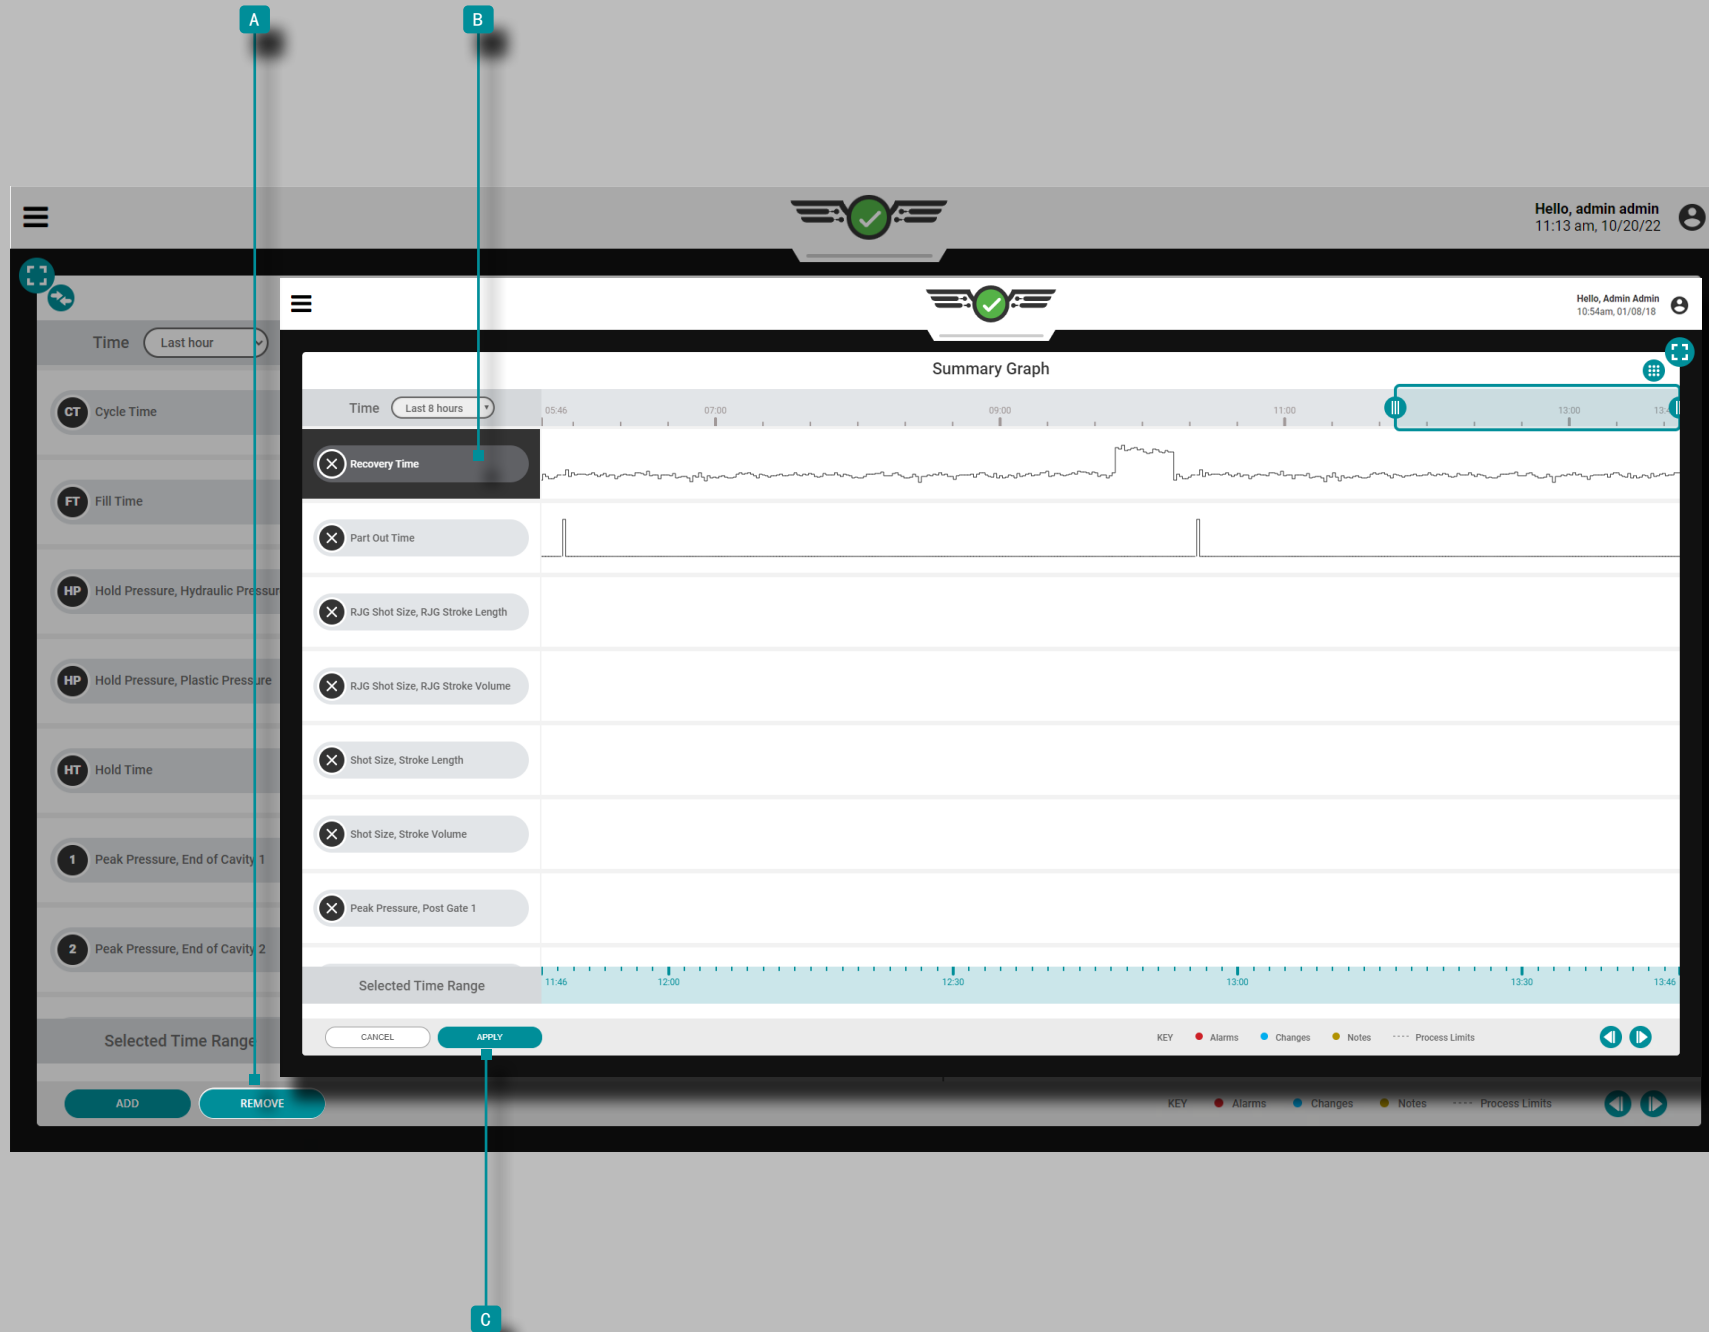 A
B
Hello, admin admin
11:13 am, 10/20/22
Hello, Admin Admin
10:54am, 01/08/18
Time Last hour
CT Cycle Time
FT Fill Time
HP Hold Pressure, Hydraulic Pressur
HP Hold Pressure, Plastic Pressure
HT Hold Time
1 Peak Pressure, End of Cavity 1
2 Peak Pressure, End of Cavity 2
Selected Time Range
ADD REMOVE
Summary Graph
Time Last 8 hours 05:46 07:00 09:00 11:00 13:00 13:4
Recovery Time
Part Out Time
RJG Shot Size, RJG Stroke Length
RJG Shot Size, RJG Stroke Volume
Shot Size, Stroke Length
Shot Size, Stroke Volume
Peak Pressure, Post Gate 1
Selected Time Range 11:46 12:00 12:30 13:00 13:30 13:46
CANCEL APPLY KEY Alarms Changes Notes Process Limits
KEY Alarms Changes Notes Process Limits
C